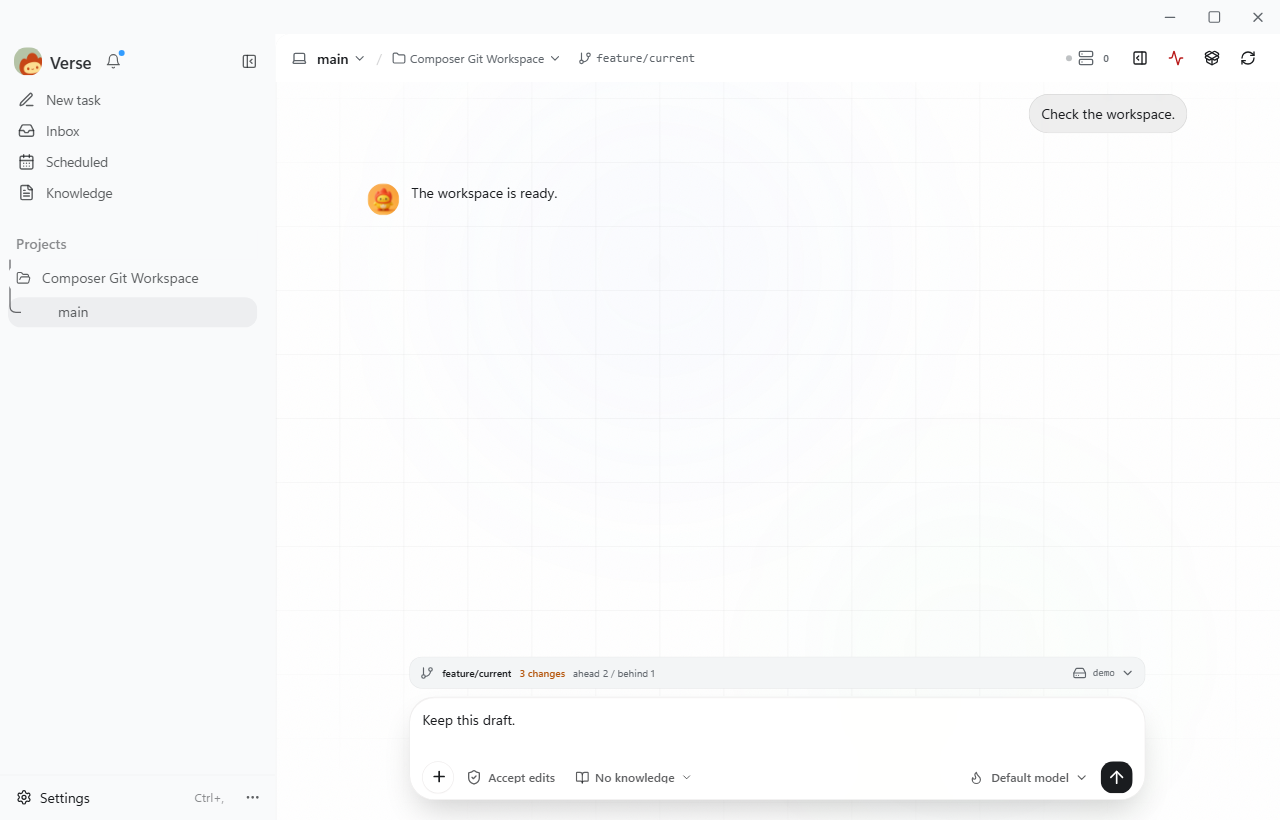 Verse
New task
Inbox
Scheduled
Knowledge
Projects
Composer Git Workspace
main
Settings Ctrl+,
main / Composer Git Workspace feature/current 0
Check the workspace.
The workspace is ready.
feature/current 3 changes ahead 2 / behind 1 demo
Keep this draft.
Accept edits No knowledge Default model